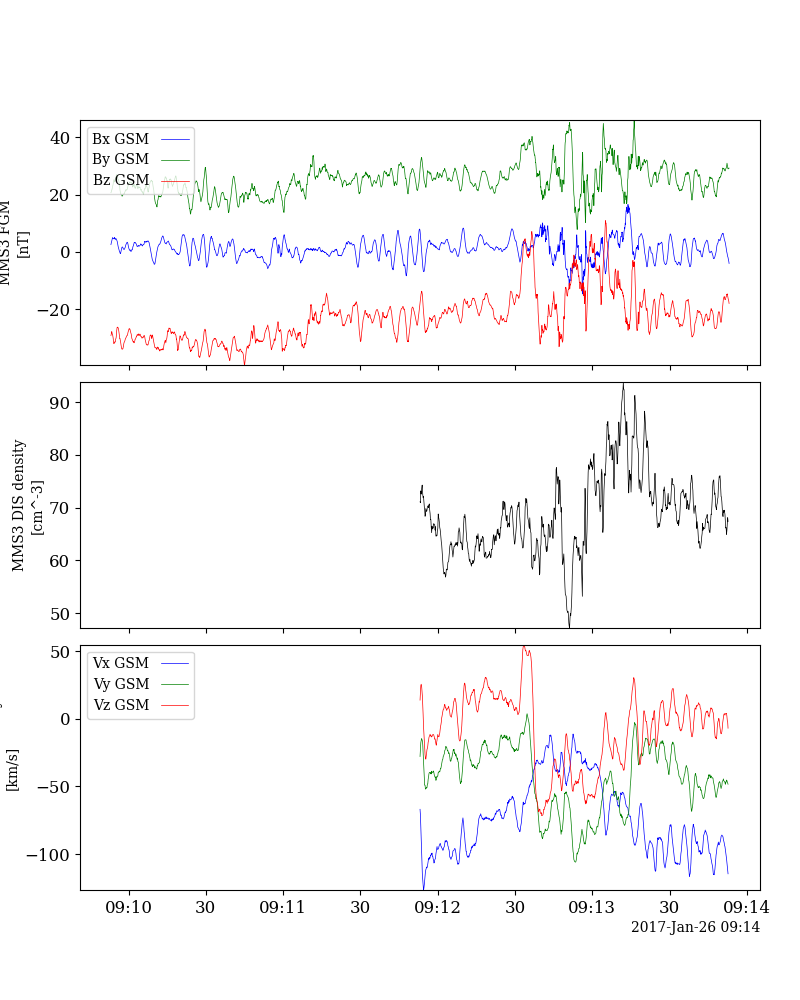 40
20
0
−20
MMS3 FGM
[nT]
Bx GSM
By GSM
Bz GSM
90
80
70
60
50
MMS3 DIS density
[cm^-3]
50
0
−50
−100
[km/s]
Vx GSM
Vy GSM
Vz GSM
09:10 30 09:11 30 09:12 30 09:13 30 09:14
2017-Jan-26 09:14